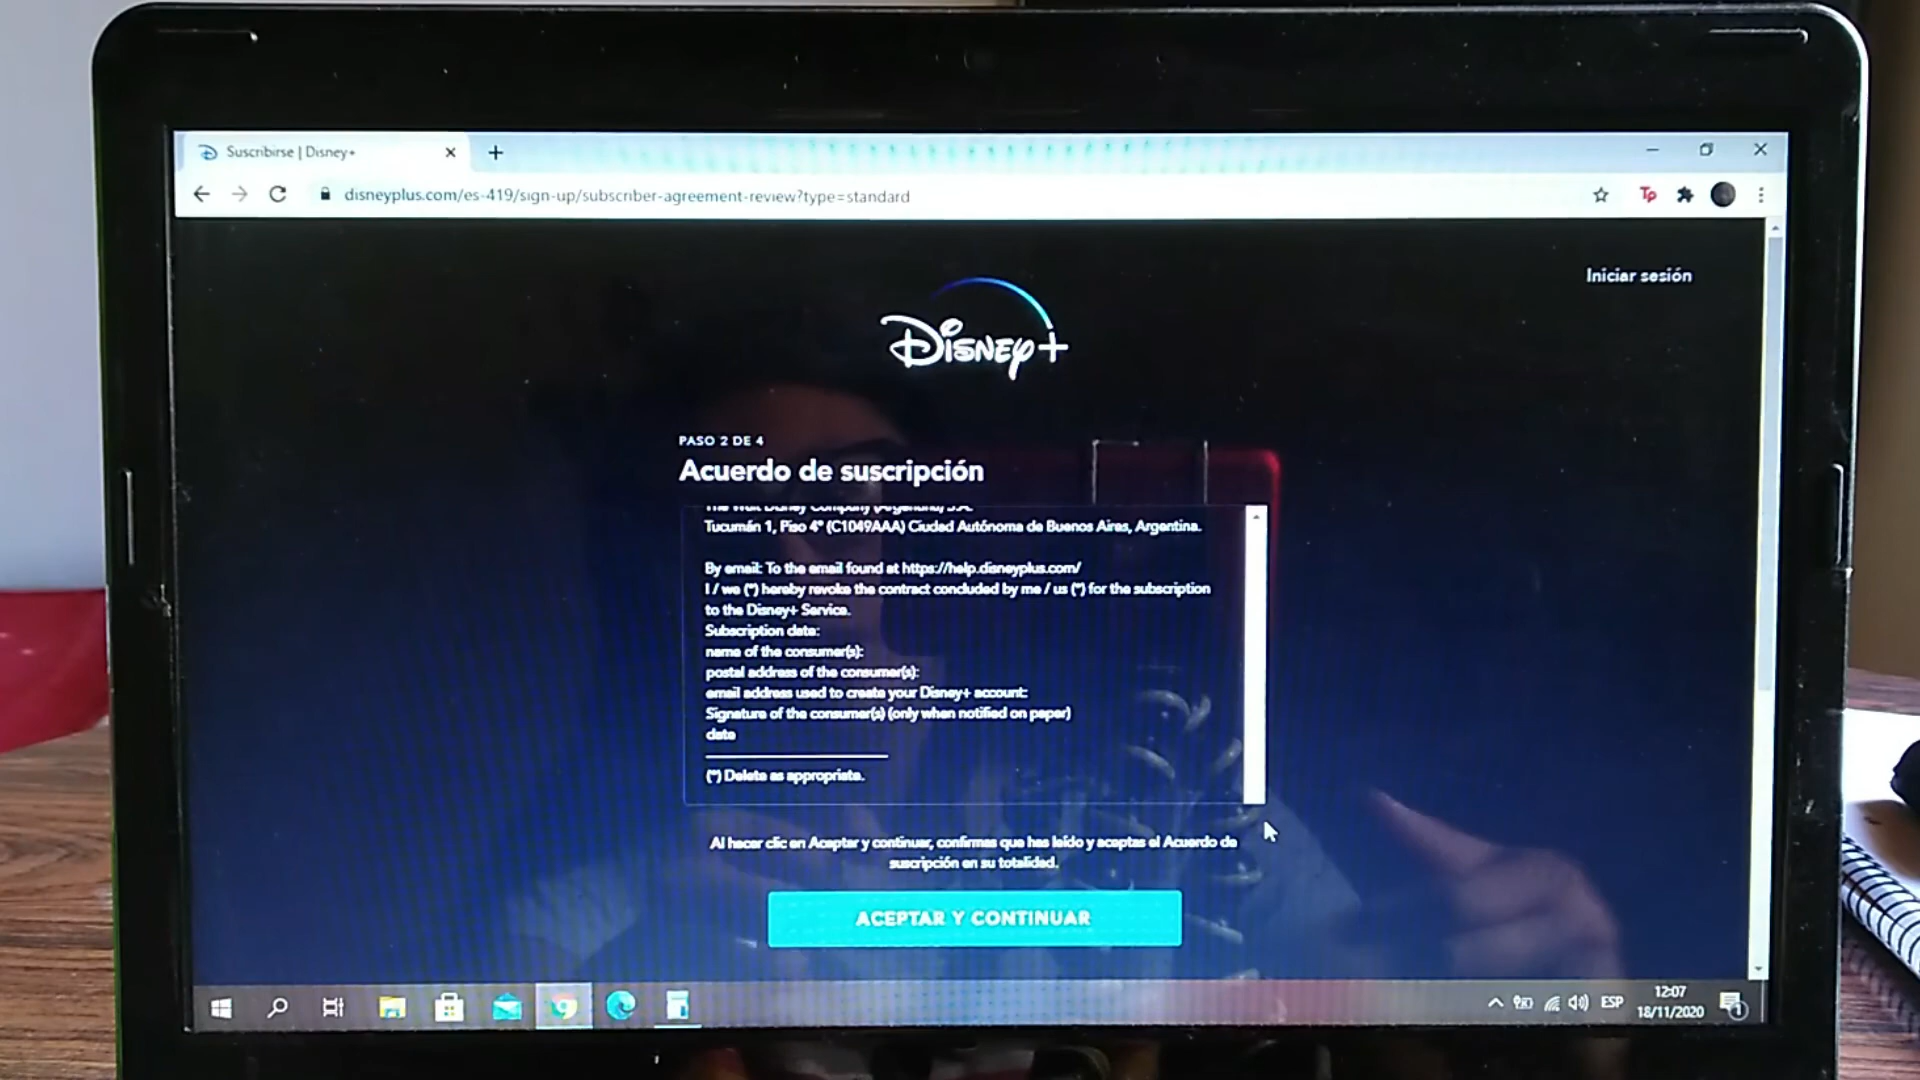 Suscribirse | Disney+
disneyplus.com/es-419/sign-up/subscriber-agreement-review?type=standard
Iniciar sesión
Disney+
PASO 2 DE 4
Acuerdo de suscripción
The Walt Disney Company (Argentina) S.A.
Tucumán 1, Piso 4° (C1049AAA) Ciudad Autónoma de Buenos Aires, Argentina.
By email: To the email found at https://help.disneyplus.com/
I / we (*) hereby revoke the contract concluded by me / us (*) for the subscription
to the Disney+ Service.
Subscription date:
name of the consumer(s):
postal address of the consumer(s):
email address used to create your Disney+ account:
Signature of the consumer(s) (only when notified on paper)
date
(*) Delete as appropriate.
Al hacer clic en Aceptar y continuar, confirmas que has leído y aceptas el Acuerdo de
suscripción en su totalidad.
ACEPTAR Y CONTINUAR
ESP
12:07
18/11/2020
1